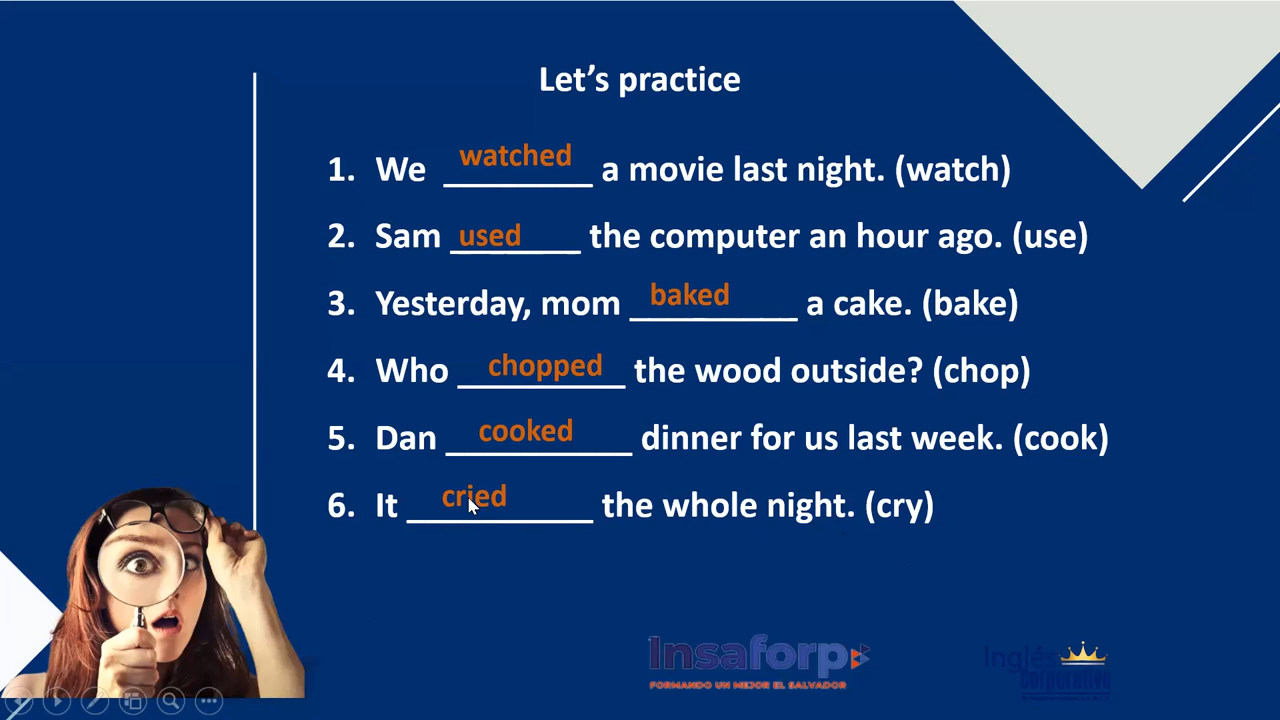 Let's practice
1. We watched a movie last night. (watch)
2. Sam used the computer an hour ago. (use)
3. Yesterday, mom baked a cake. (bake)
4. Who chopped the wood outside? (chop)
5. Dan cooked dinner for us last week. (cook)
6. It cried the whole night. (cry)
Insaforp
FORMANDO UN MEJOR EL SALVADOR
Inglés
Corporativo